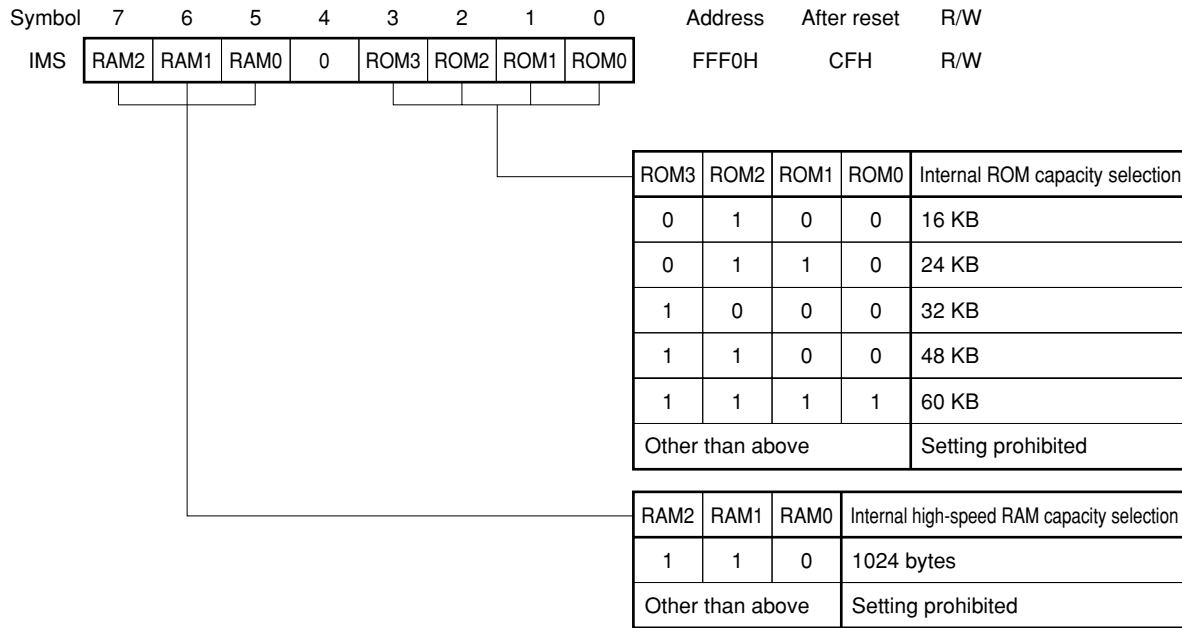 Symbol 7 6 5 4 3 2 1 0 Address After reset R/W
IMS RAM2 RAM1 RAM0 0 ROM3 ROM2 ROM1 ROM0 FFF0H CFH R/W
ROM3 ROM2 ROM1 ROM0 Internal ROM capacity selection
0 1 0 0 16 KB
0 1 1 0 24 KB
1 0 0 0 32 KB
1 1 0 0 48 KB
1 1 1 1 60 KB
Other than above Setting prohibited
RAM2 RAM1 RAM0 Internal high-speed RAM capacity selection
1 1 0 1024 bytes
Other than above Setting prohibited